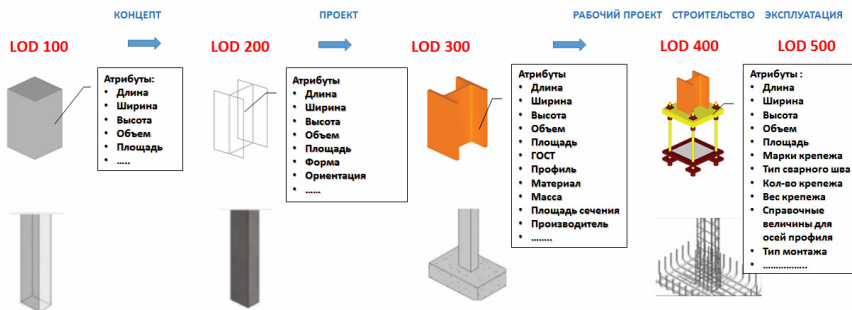 КОНЦЕПТ
ПРОЕКТ
РАБОЧИЙ ПРОЕКТ
СТРОИТЕЛЬСТВО
ЭКСПЛУАТАЦИЯ
LOD 100
LOD 200
LOD 300
LOD 400
LOD 500
Атрибуты:
• Длина
• Ширина
• Высота
• Объем
• Площадь
• .....
Атрибуты
• Длина
• Ширина
• Высота
• Объем
• Площадь
• Форма
• Ориентация
• ......
Атрибуты
• Длина
• Ширина
• Высота
• Объем
• Площадь
• ГОСТ
• Профиль
• Материал
• Масса
• Площадь сечения
• Производитель
• ........
Атрибуты :
• Длина
• Ширина
• Высота
• Объем
• Площадь
• Марки крепежа
• Тип сварного шва
• Кол-во крепежа
• Вес крепежа
• Справочные
величины для
осей профиля
• Тип монтажа
• .................